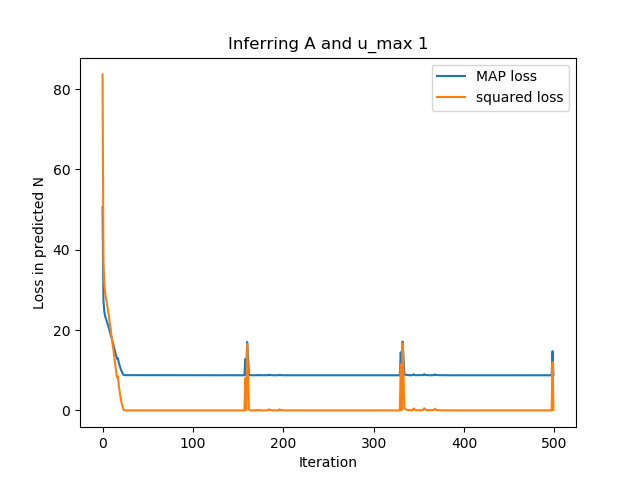 Inferring A and u_max 1
MAP loss
squared loss
Loss in predicted N
80
60
40
20
0
0 100 200 300 400 500
Iteration